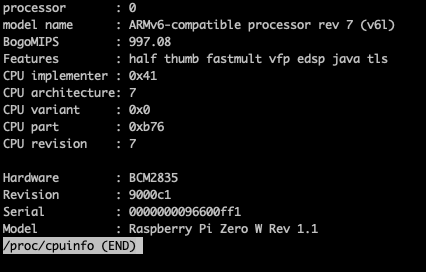 processor : 0
model name : ARMv6-compatible processor rev 7 (v6l)
BogoMIPS : 997.08
Features : half thumb fastmult vfp edsp java tls
CPU implementer : 0x41
CPU architecture: 7
CPU variant : 0x0
CPU part : 0xb76
CPU revision : 7
Hardware : BCM2835
Revision : 9000c1
Serial : 0000000096600ff1
Model : Raspberry Pi Zero W Rev 1.1
/proc/cpuinfo (END)